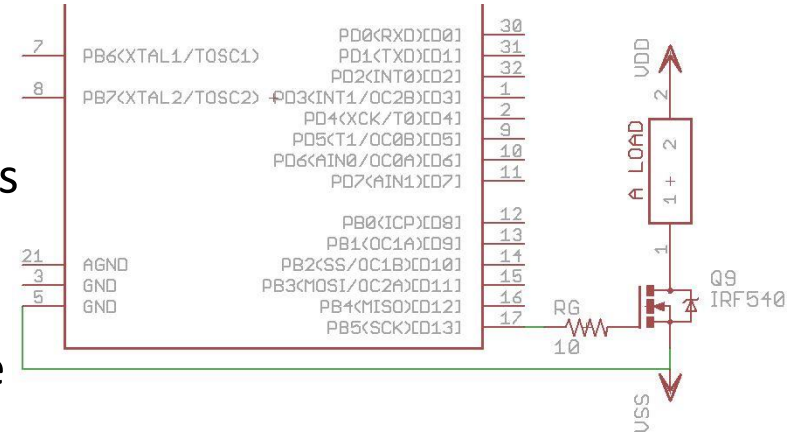 7
PB6(XTAL1/TOSC1)
8
PB7(XTAL2/TOSC2)
21
AGND
3
GND
5
GND
PD0(RXD)[D0]
30
PD1(TXD)[D1]
31
PD2(INT0)[D2]
32
PD3(INT1/OC2B)[D3]
1
PD4(XCK/T0)[D4]
2
PD5(T1/OC0B)[D5]
9
PD6(AIN0/OC0A)[D6]
10
PD7(AIN1)[D7]
11
PB0(ICP)[D8]
12
PB1(OC1A)[D9]
13
PB2(SS/OC1B)[D10]
14
PB3(MOSI/OC2A)[D11]
15
PB4(MISO)[D12]
16
PB5(SCK)[D13]
17
s
e
RG
10
VDD
2
A LOAD
1 + 2
1
Q9
IRF540
VSS